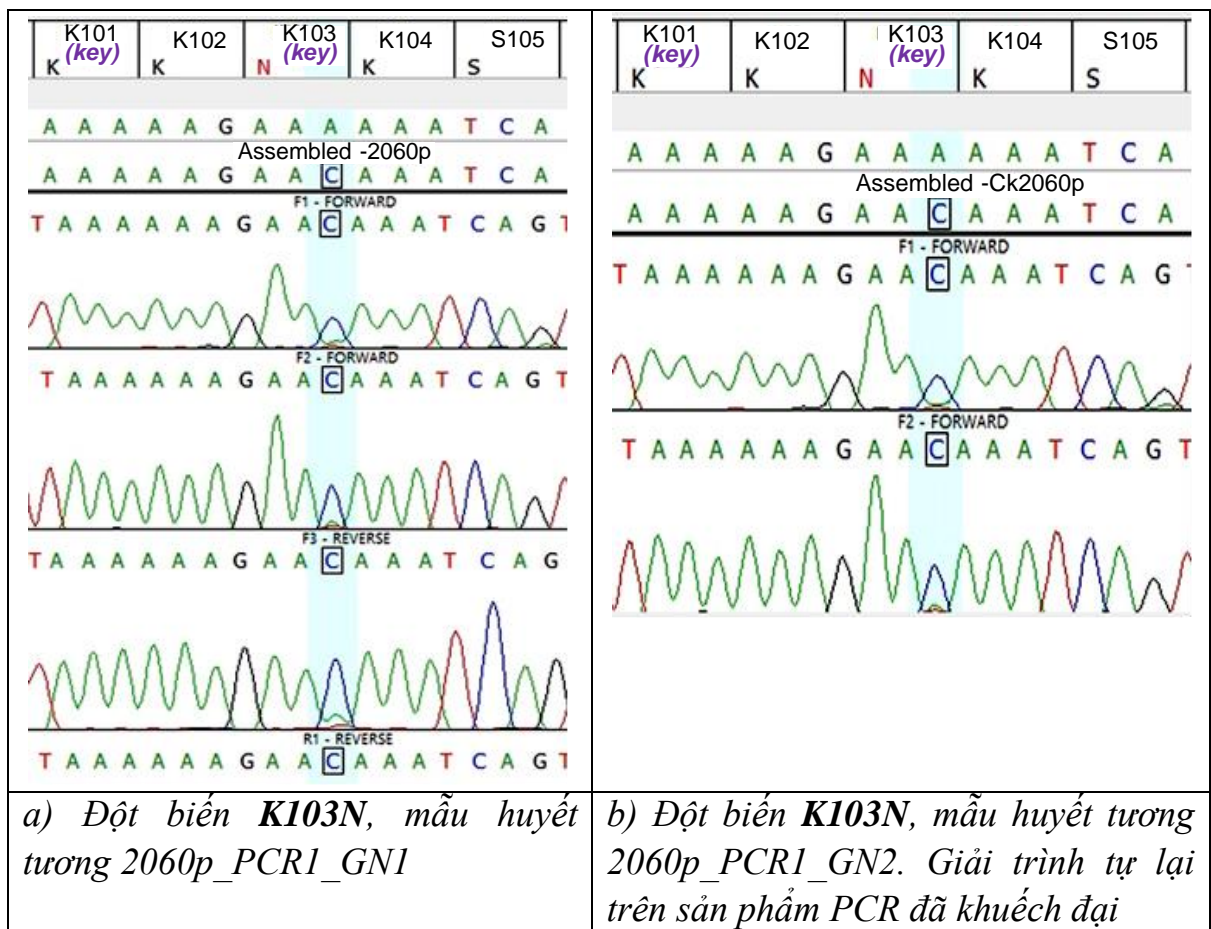 K101 K102 K103 K104 S105
(key) (key)
K K N K S
A A A A A G A A A A A A T C A
Assembled -2060p
A A A A A G A A C A A A T C A
F1 - FORWARD
T A A A A A A G A A C A A A T C A G T
F2 - FORWARD
T A A A A A A G A A C A A A T C A G T
F3 - REVERSE
T A A A A A A G A A C A A A T C A G
R1 - REVERSE
T A A A A A A G A A C A A A T C A G T
a) Đột biến K103N, mẫu huyết
tương 2060p_PCR1_GN1
K101 K102 K103 K104 S105
(key) (key)
K K N K S
A A A A A G A A A A A A T C A
Assembled -Ck2060p
A A A A A G A A C A A A T C A
F1 - FORWARD
T A A A A A A G A A C A A A T C A G T
F2 - FORWARD
T A A A A A A G A A C A A A T C A G T
b) Đột biến K103N, mẫu huyết tương
2060p_PCR1_GN2. Giải trình tự lại
trên sản phẩm PCR đã khuếch đại